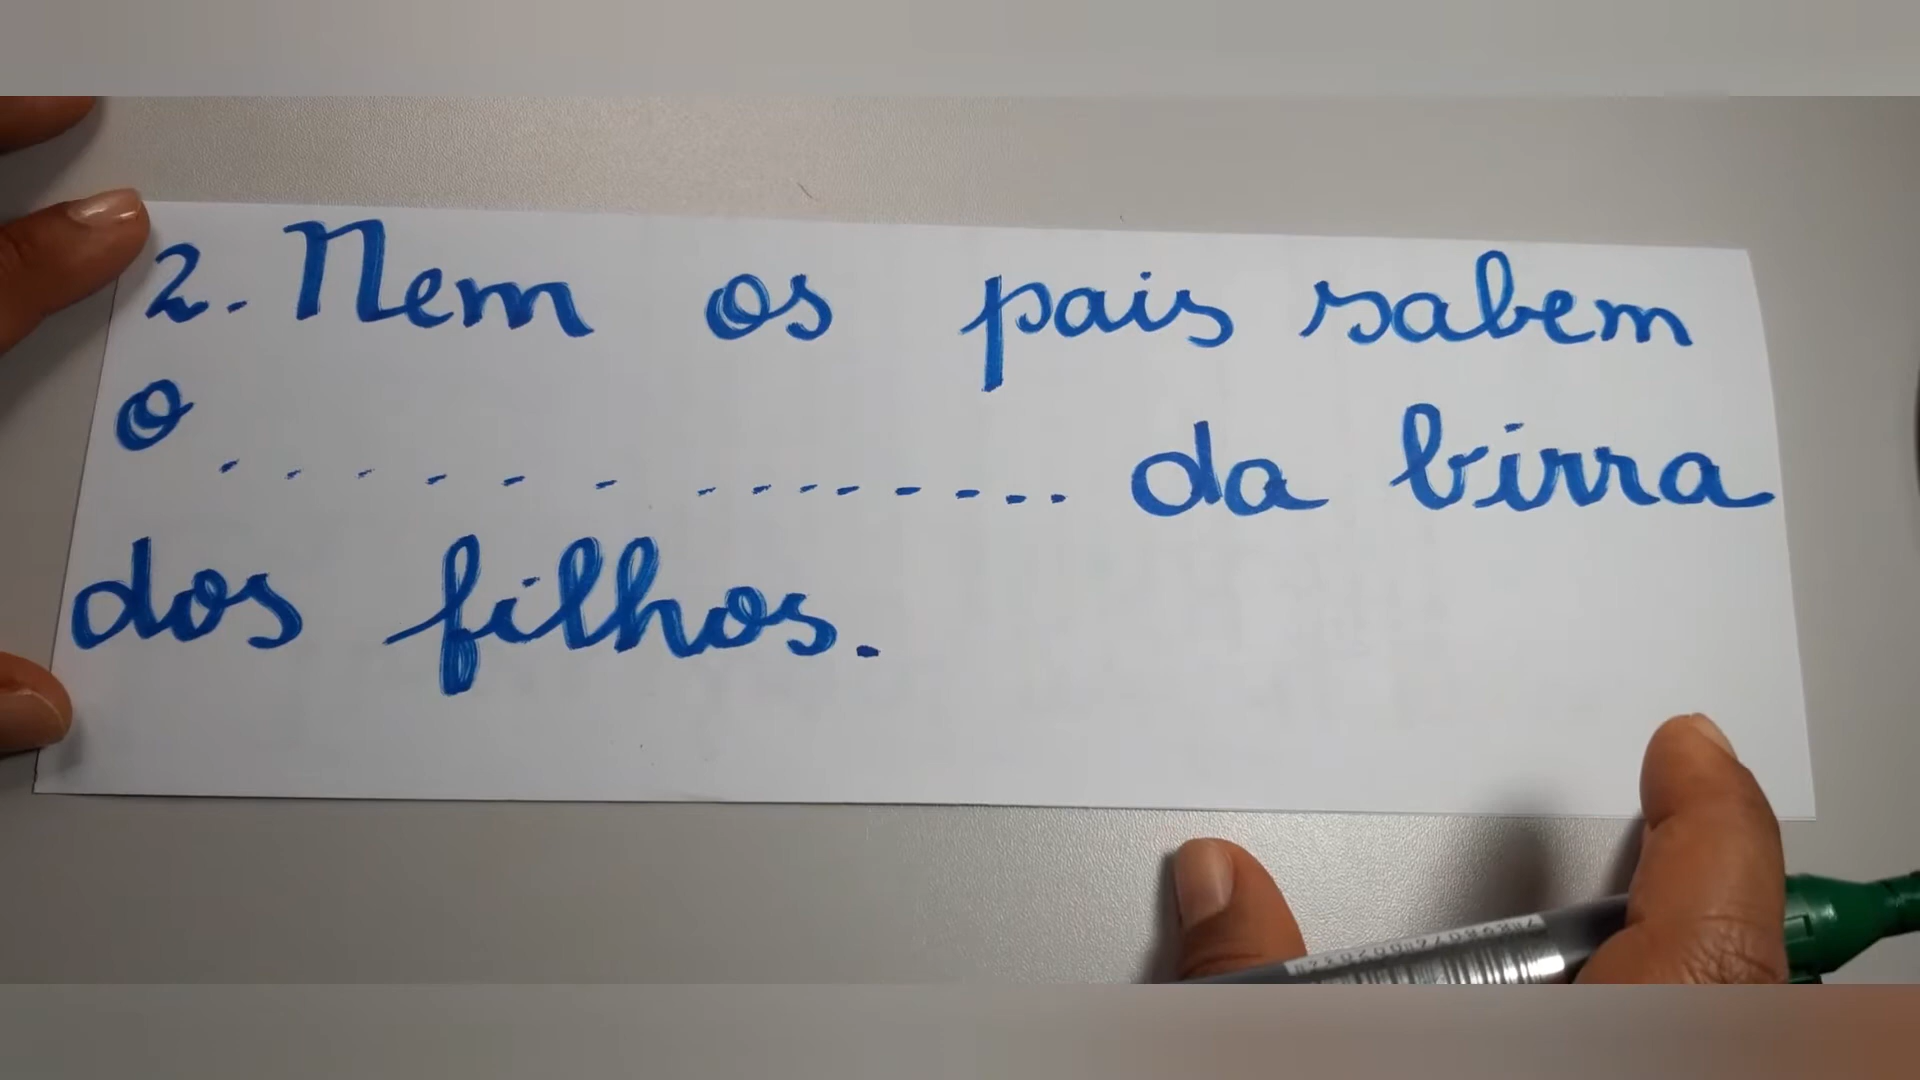 2. Nem os pais sabem
o ............... da birra
dos filhos.